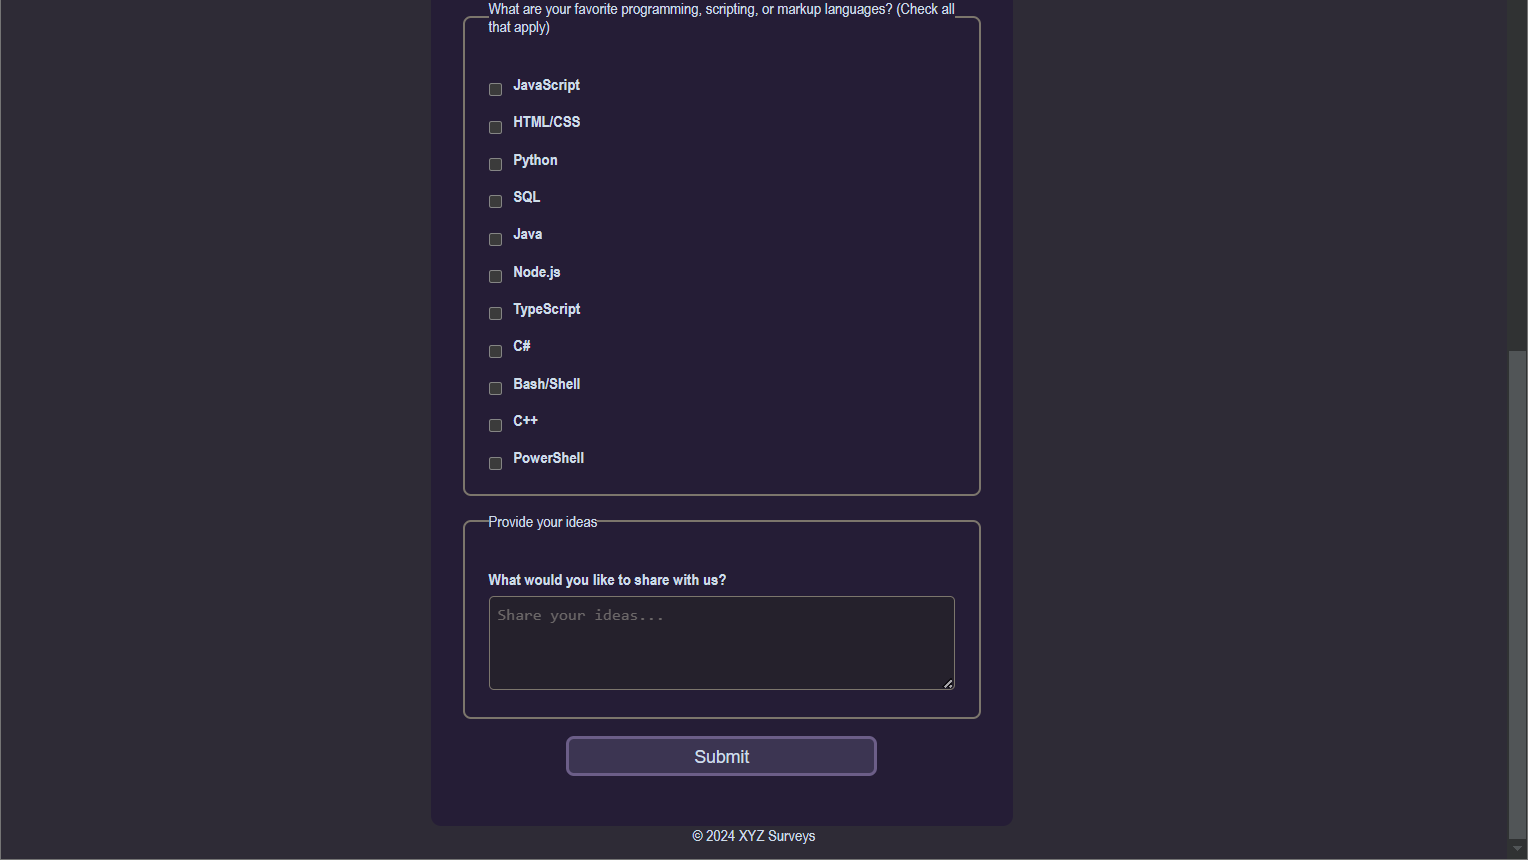 What are your favorite programming, scripting, or markup languages? (Check all
that apply)
JavaScript
HTML/CSS
Python
SQL
Java
Node.js
TypeScript
C#
Bash/Shell
C++
PowerShell
Provide your ideas
What would you like to share with us?
Share your ideas...
Submit
© 2024 XYZ Surveys